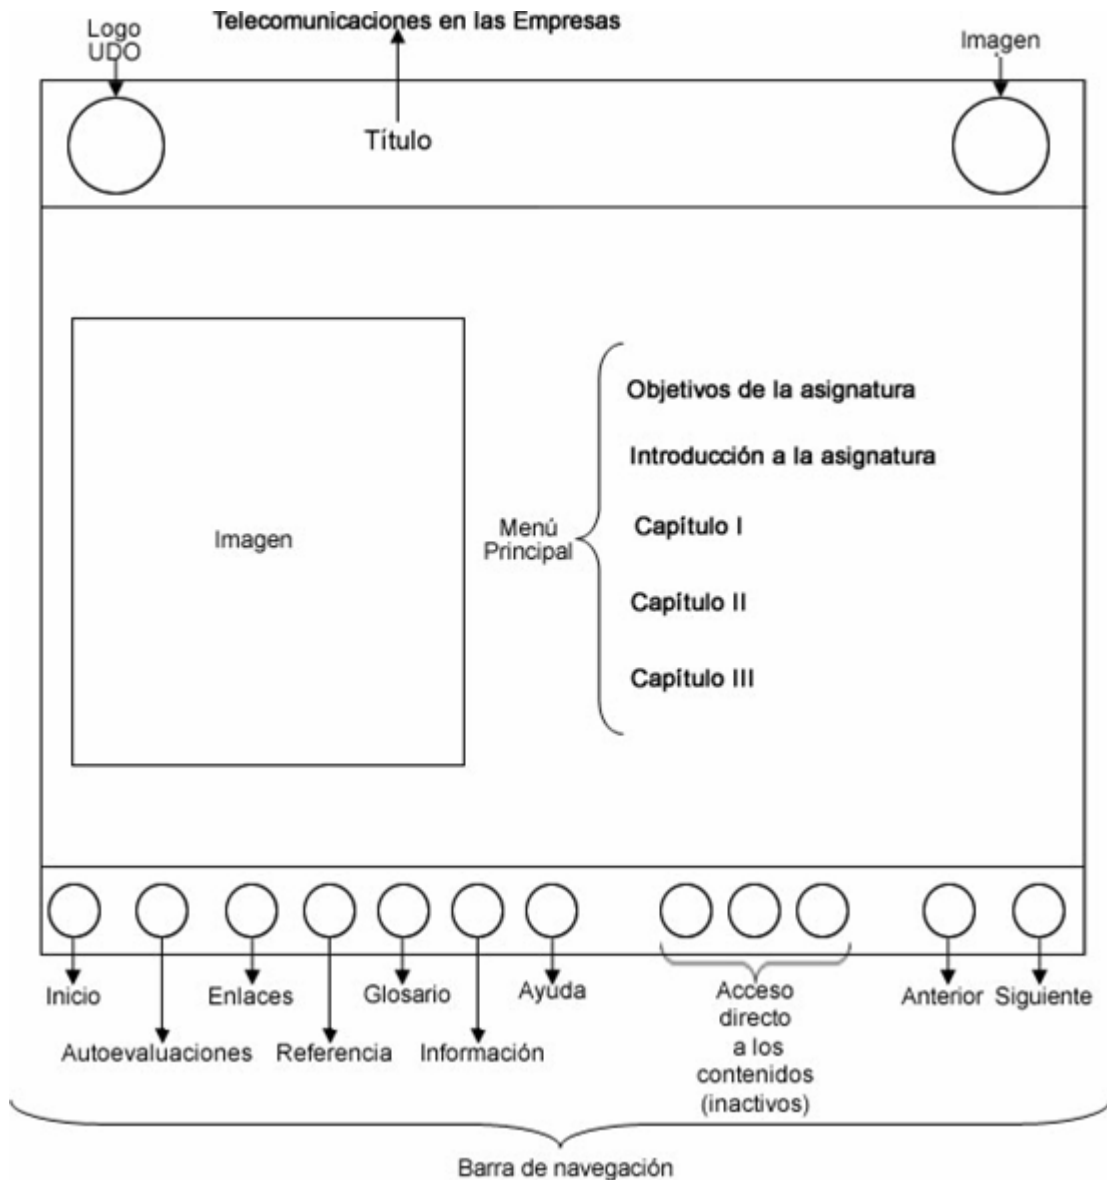 Telecomunicaciones en las Empresas
Logo
UDO
Imagen
Título
Objetivos de la asignatura
Introducción a la asignatura
Imagen
Menú
Principal
Capítulo I
Capítulo II
Capítulo III
Inicio
Enlaces
Glosario
Ayuda
Acceso
directo
a los
contenidos
(inactivos)
Anterior
Siguiente
Autoevaluaciones
Referencia
Información
Barra de navegación